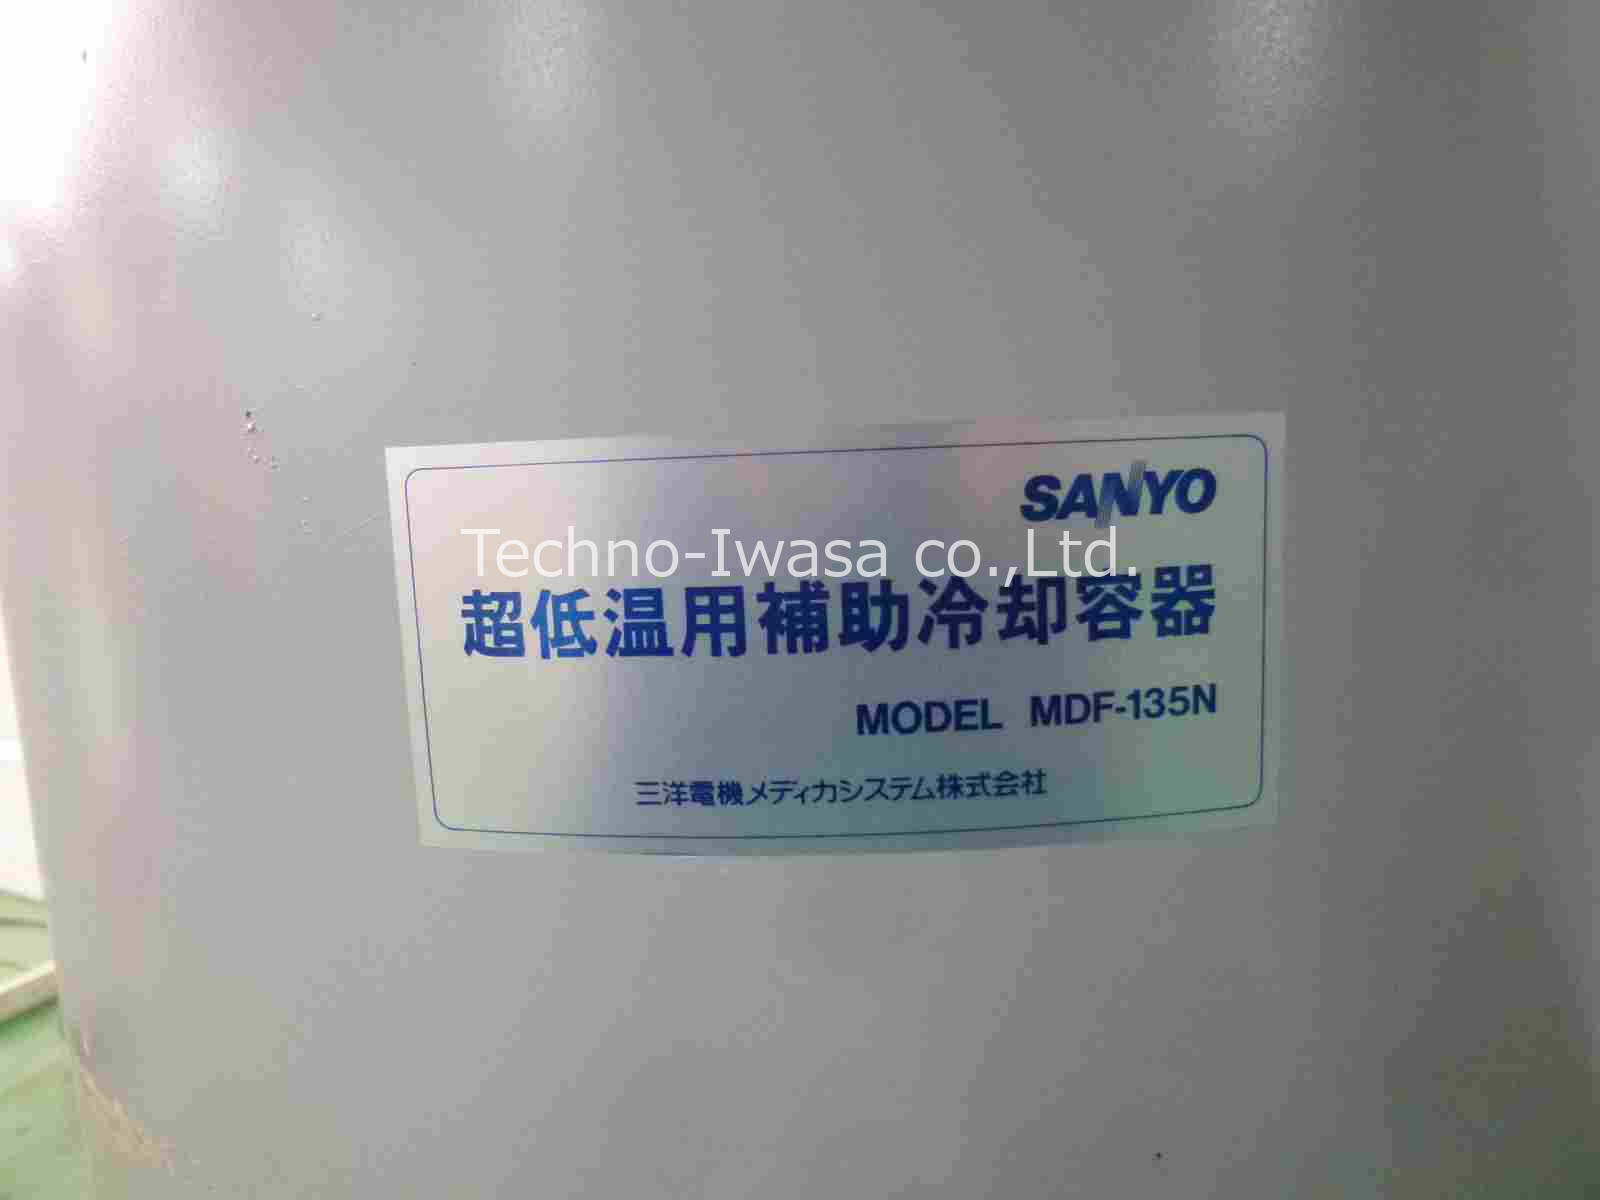 SANYO
Techno-Iwasa co.,Ltd.
超低温用補助冷却容器
MODEL MDF-135N
三洋電機メディカシステム株式会社